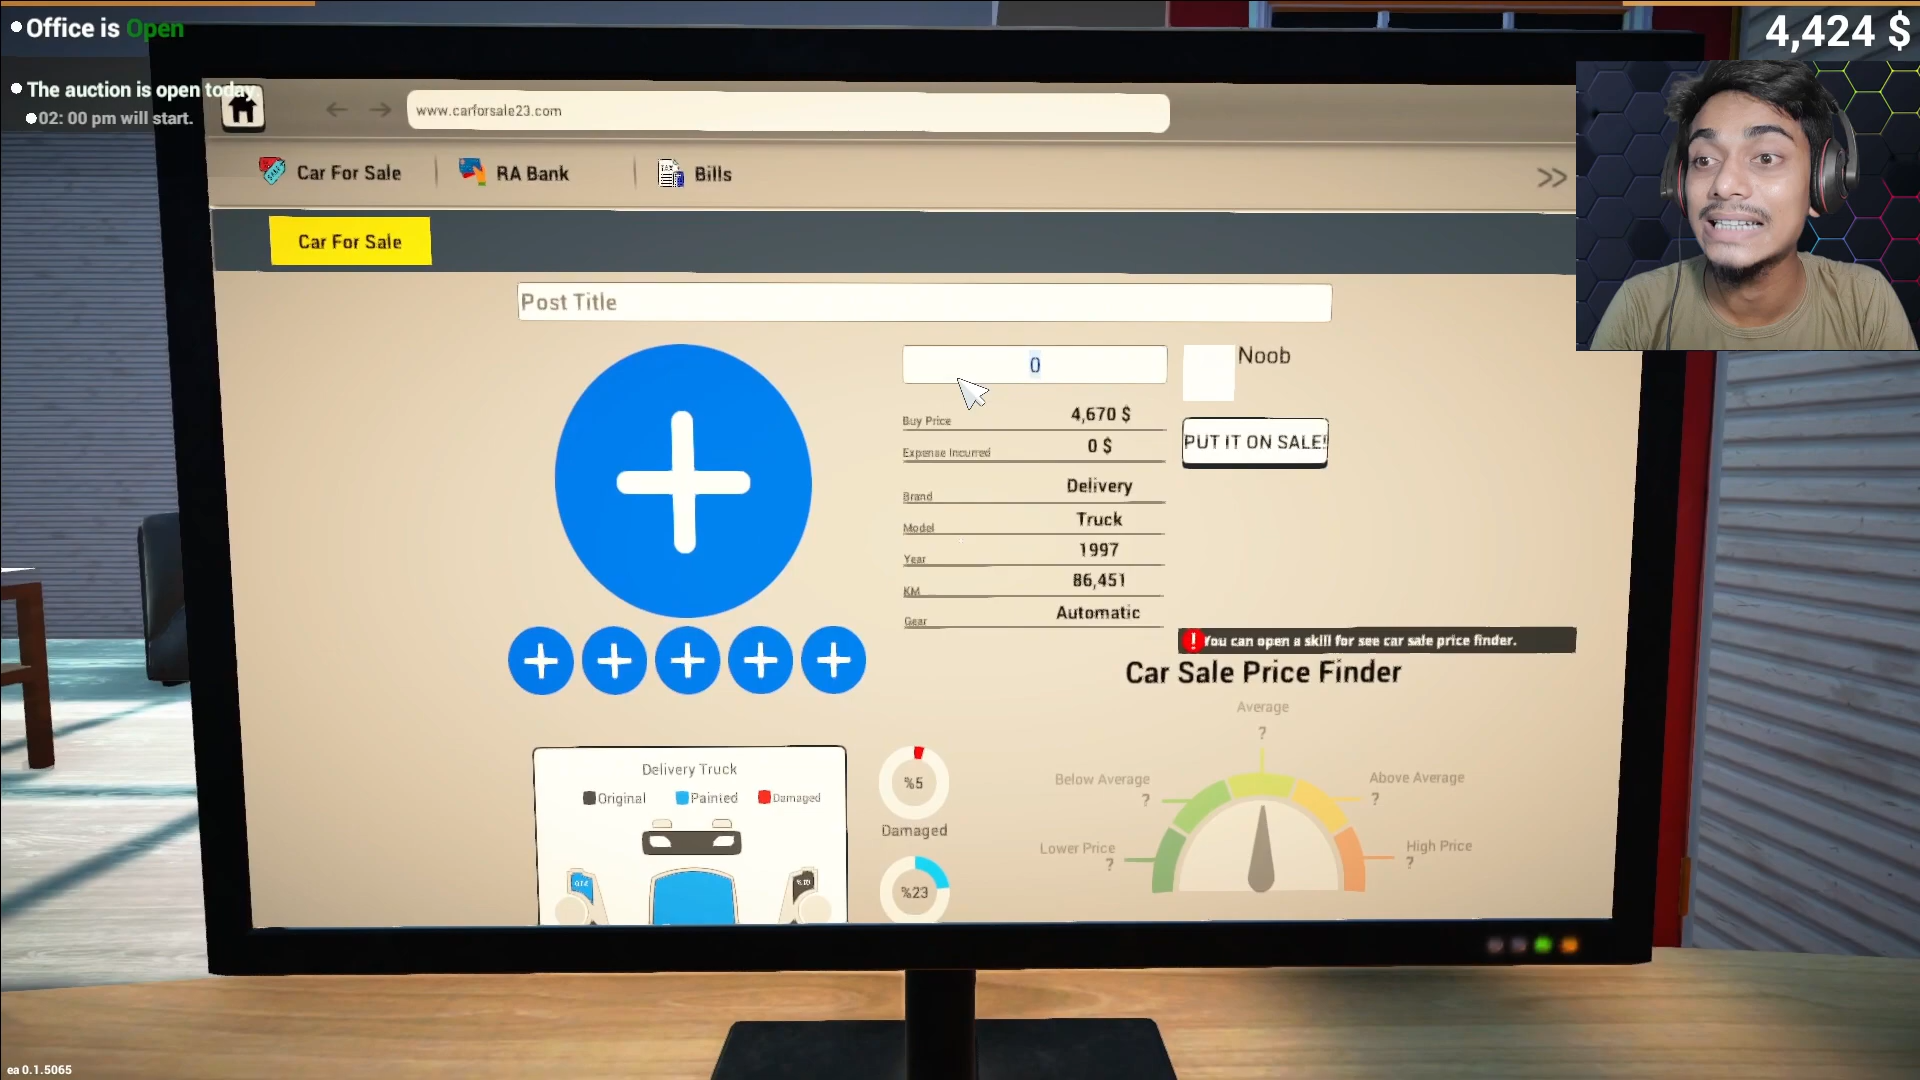 Office is Open
4,424 $
The auction is open today
02: 00 pm will start.
www.carforsale23.com
Car For Sale
RA Bank
Bills
>>
Car For Sale
Post Title
0
Noob
Buy Price 4,670 $
PUT IT ON SALE!
Expense Incurred 0 $
Brand Delivery
Model Truck
Year 1997
KM 86,451
Gear Automatic
! You can open a skill for see car sale price finder.
Car Sale Price Finder
Average
?
Below Average
?
Above Average
?
Lower Price
?
High Price
?
Delivery Truck
Original Painted Damaged
%5
Damaged
%23
ea 0.1.5065